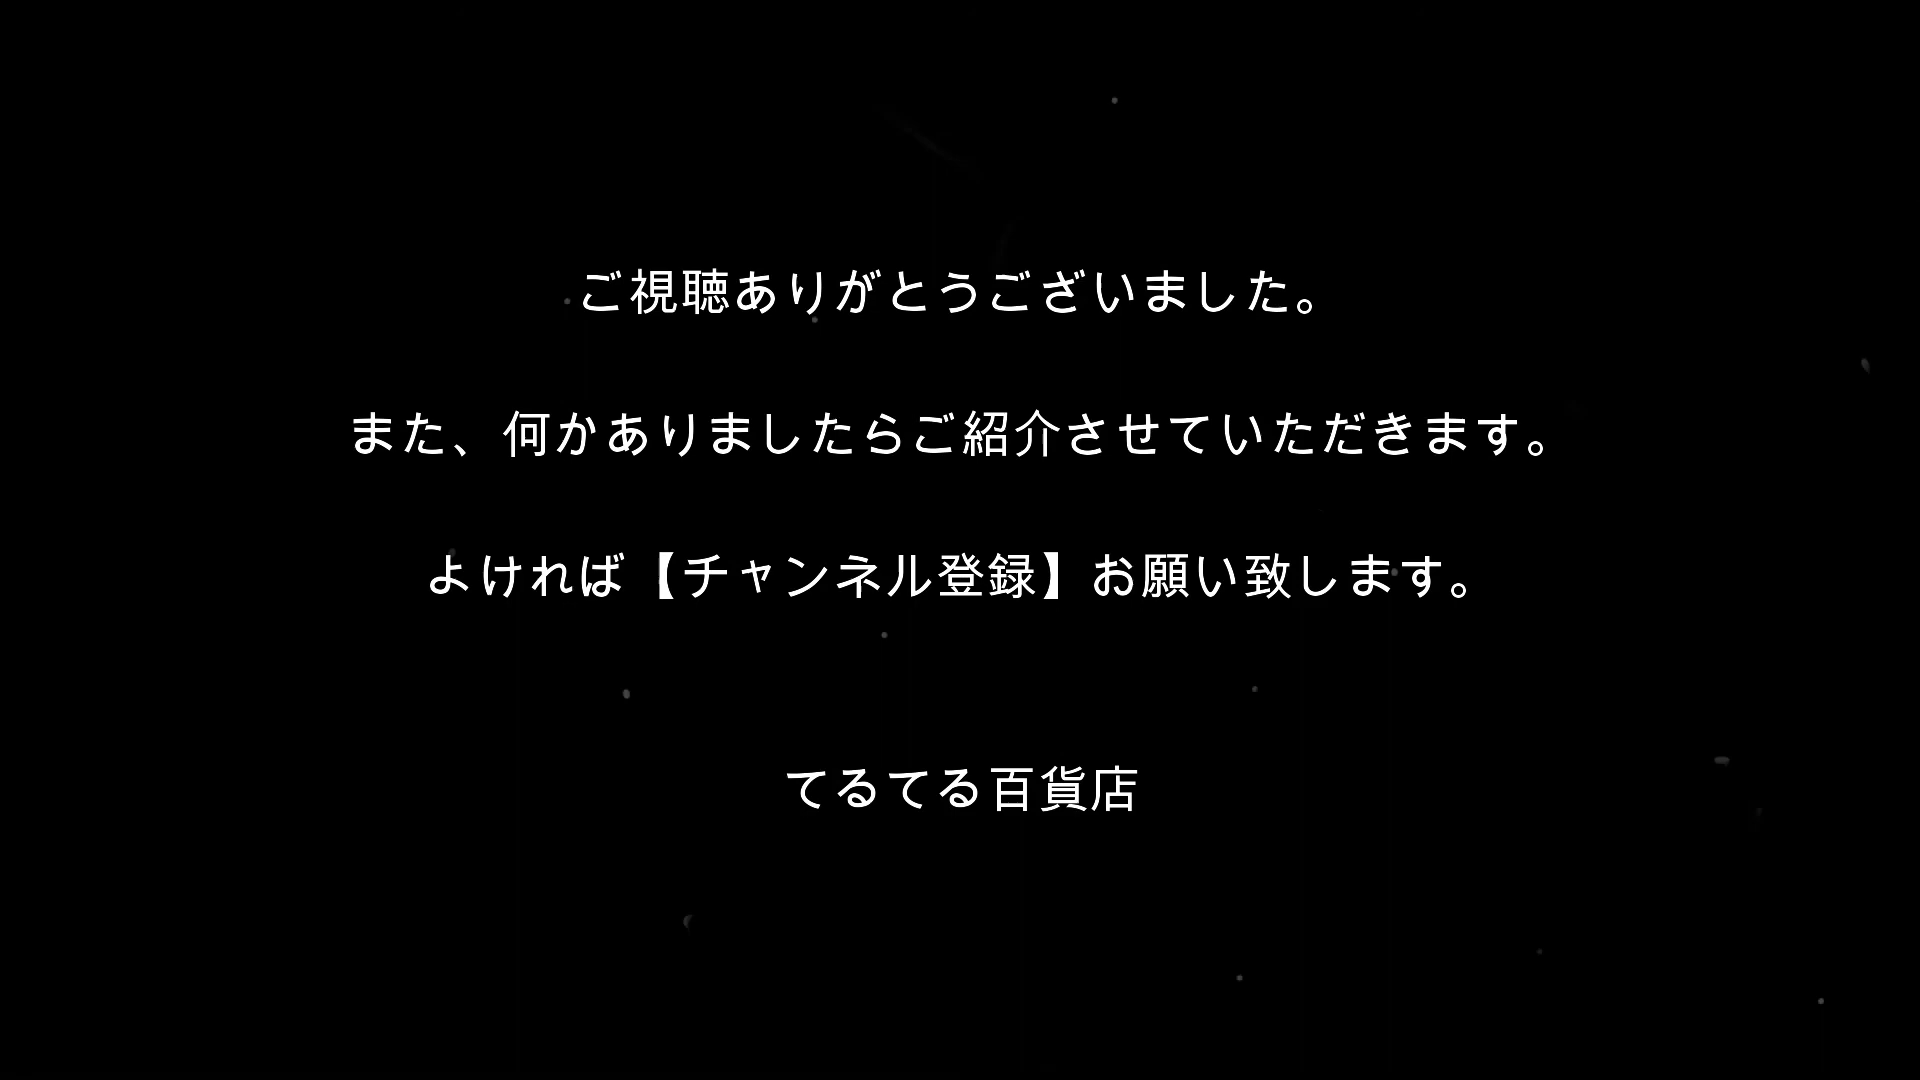 ご視聴ありがとうございました。
また、何かありましたらご紹介させていただきます。
よければ【チャンネル登録】お願い致します。
てるてる百貨店